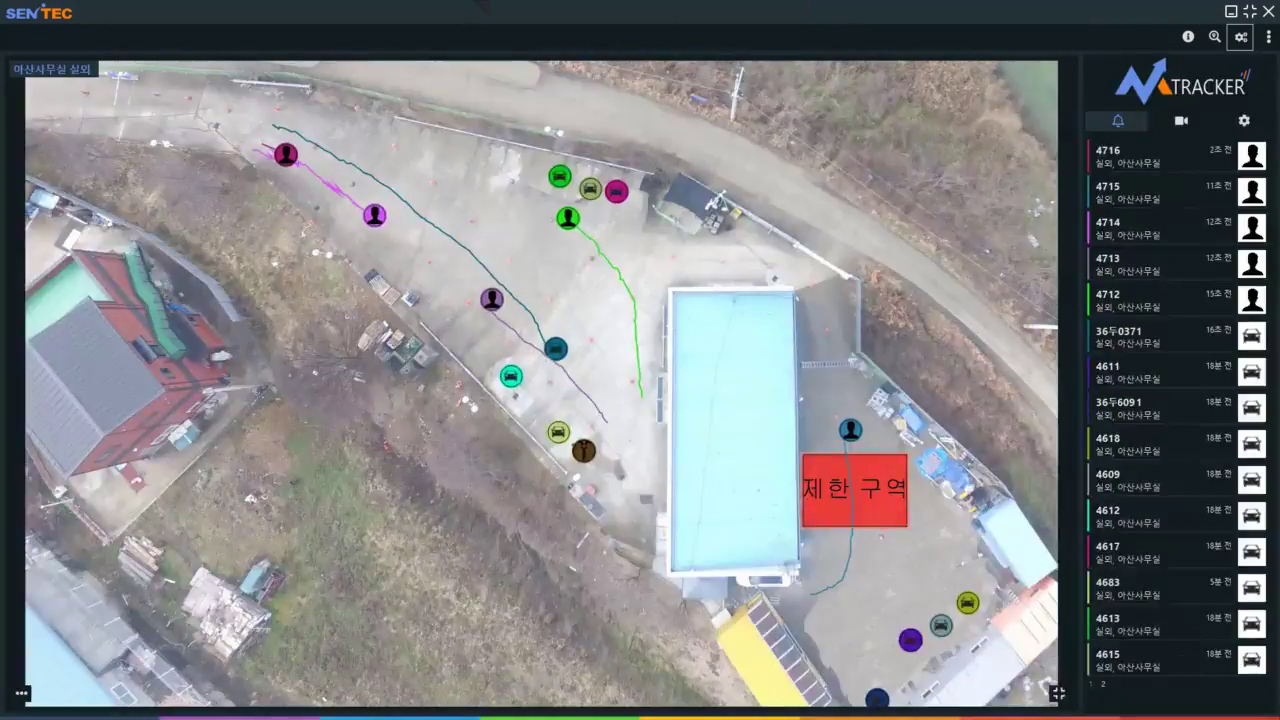 SENTEC
아산사무실 실외
TRACKER
4716
2초 전
실외, 아산사무실
4715
11초 전
실외, 아산사무실
4714
12초 전
실외, 아산사무실
4713
12초 전
실외, 아산사무실
4712
15초 전
실외, 아산사무실
36두0371
16초 전
실외, 아산사무실
4611
18분 전
실외, 아산사무실
36두6091
18분 전
실외, 아산사무실
4618
18분 전
실외, 아산사무실
4609
18분 전
실외, 아산사무실
4612
18분 전
실외, 아산사무실
4617
18분 전
실외, 아산사무실
4683
5분 전
실외, 아산사무실
4613
18분 전
실외, 아산사무실
4615
18분 전
실외, 아산사무실
1 2
제한 구역